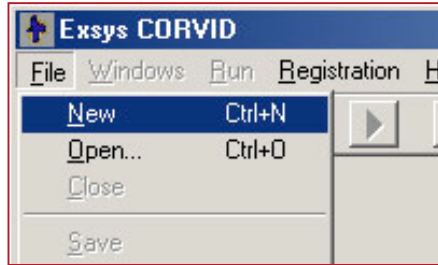 Exsys CORVID
File Windows Run Registration H
New Ctrl+N
Open... Ctrl+O
Close
Save